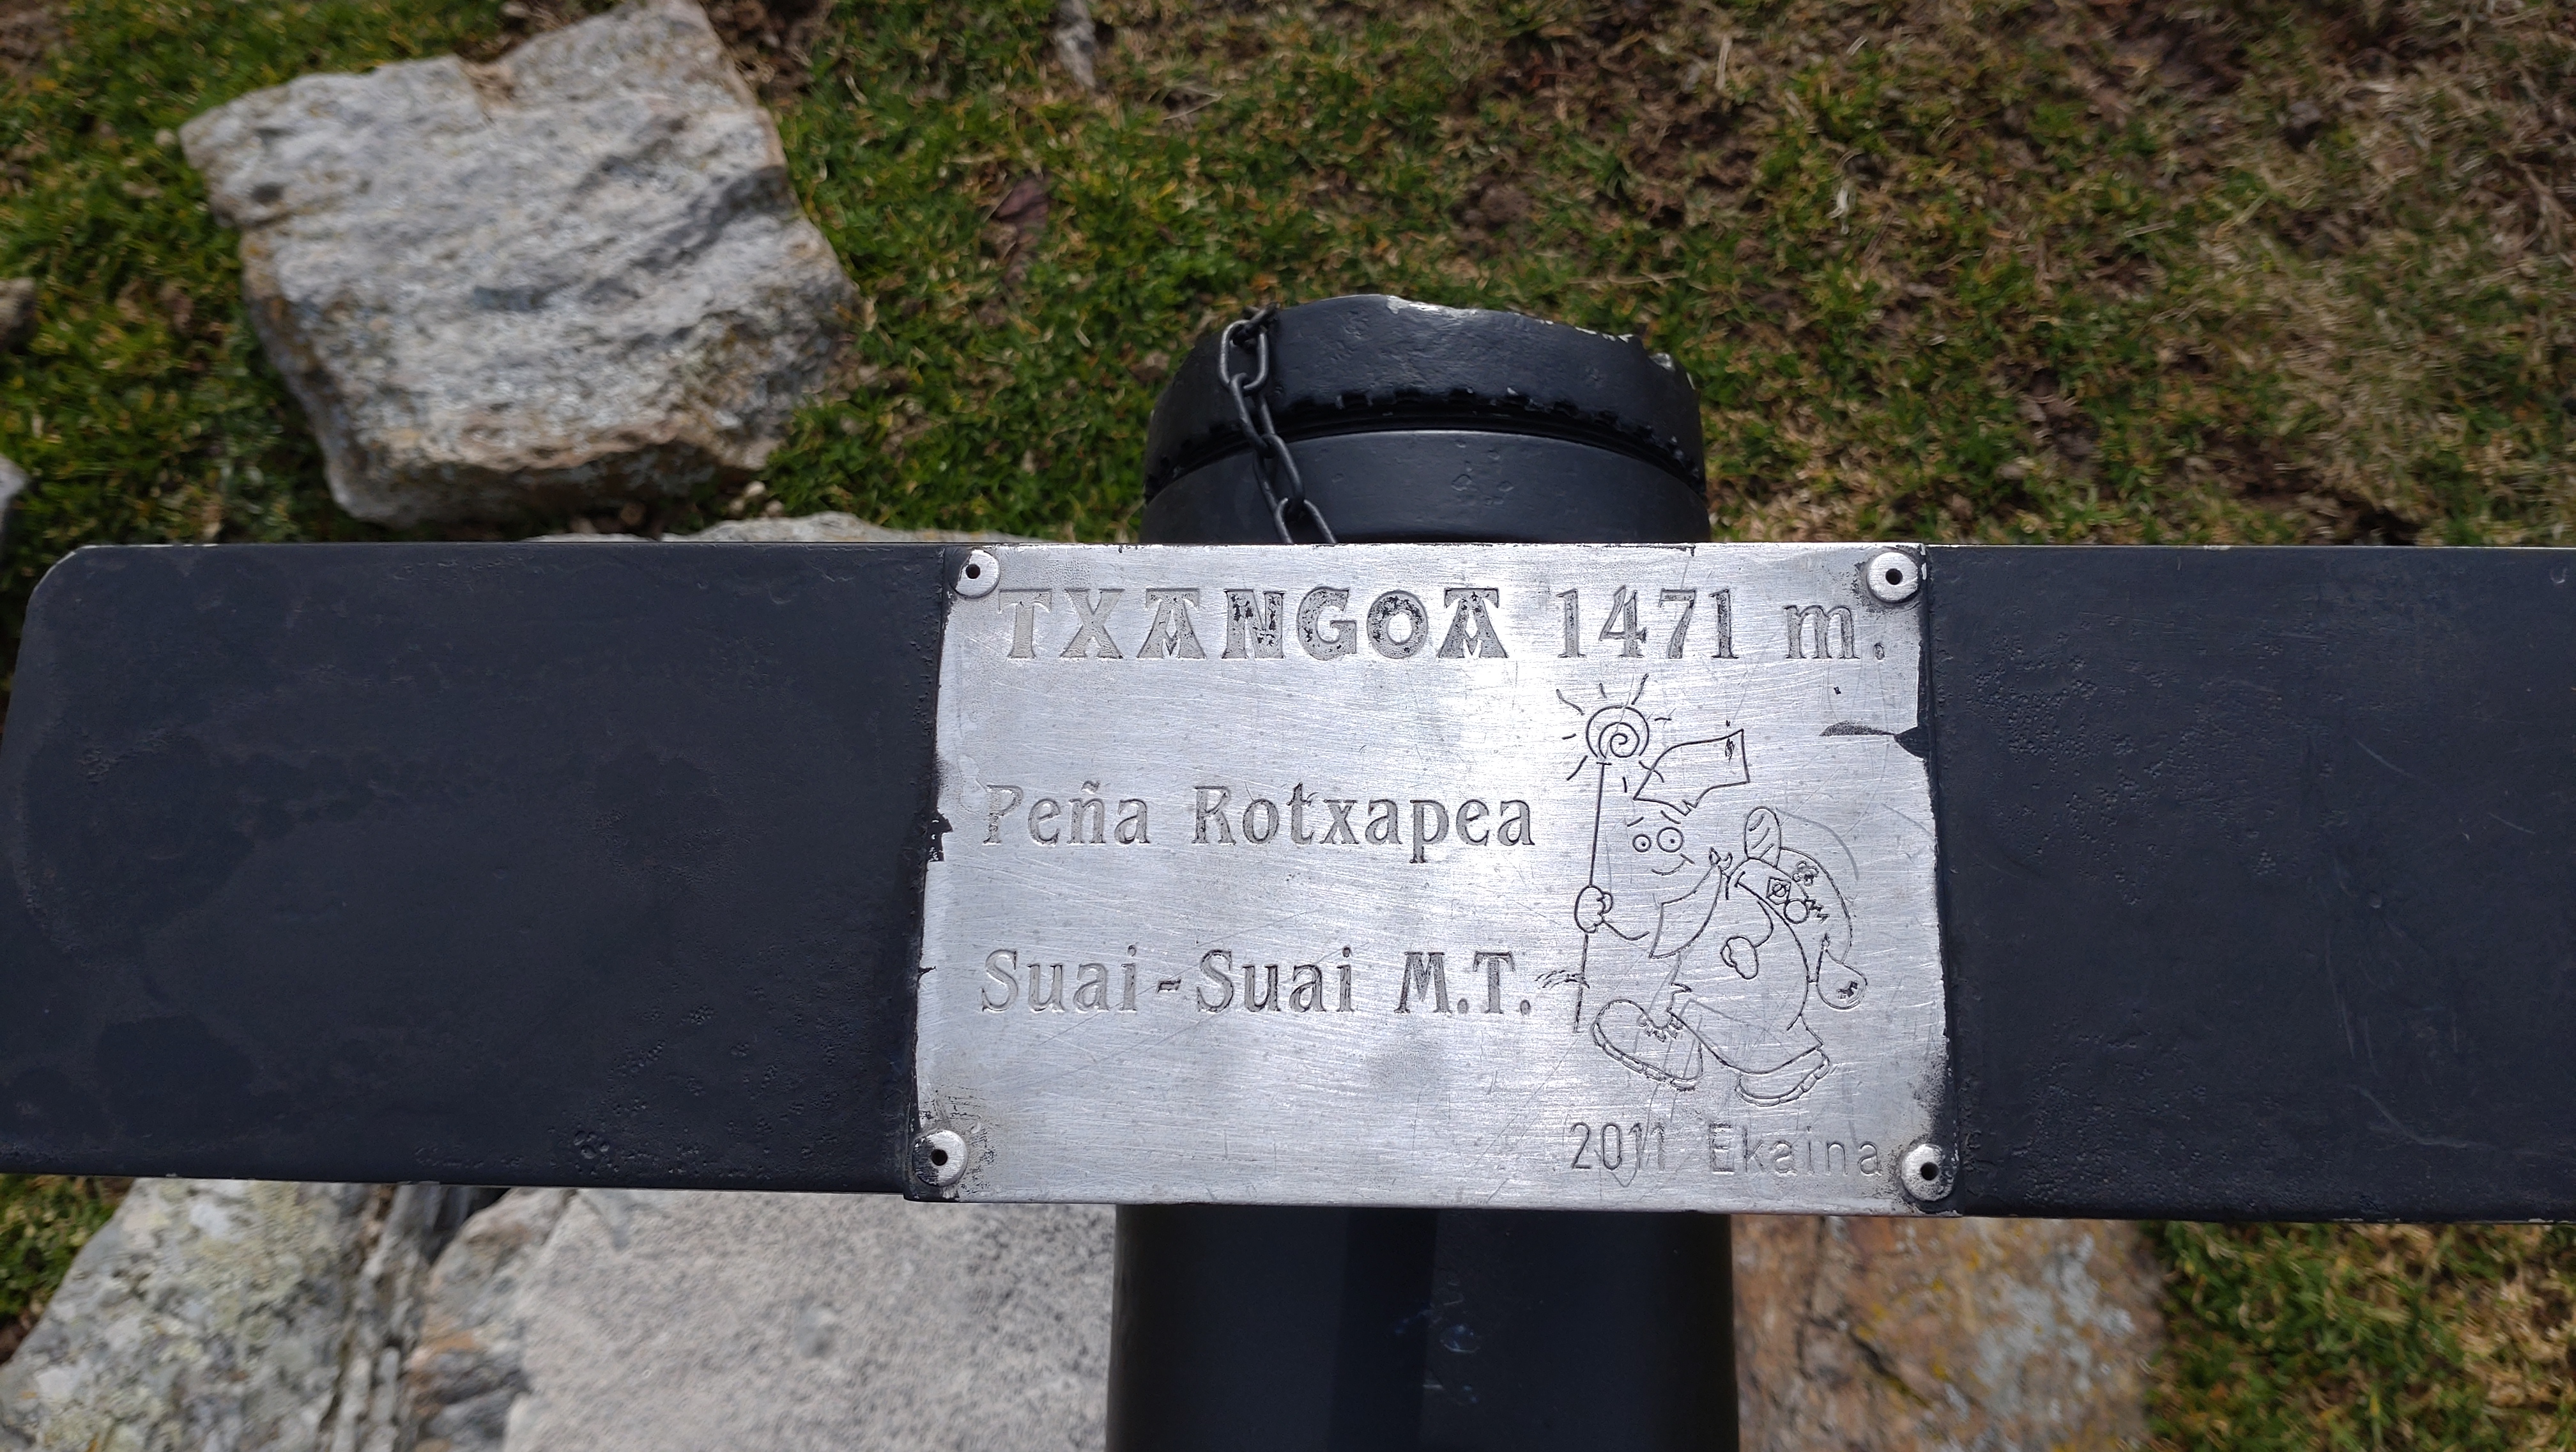 TXANGOA 1471 m.
Peña Rotxapea
Suai-Suai M.T.
2011 Ekaina